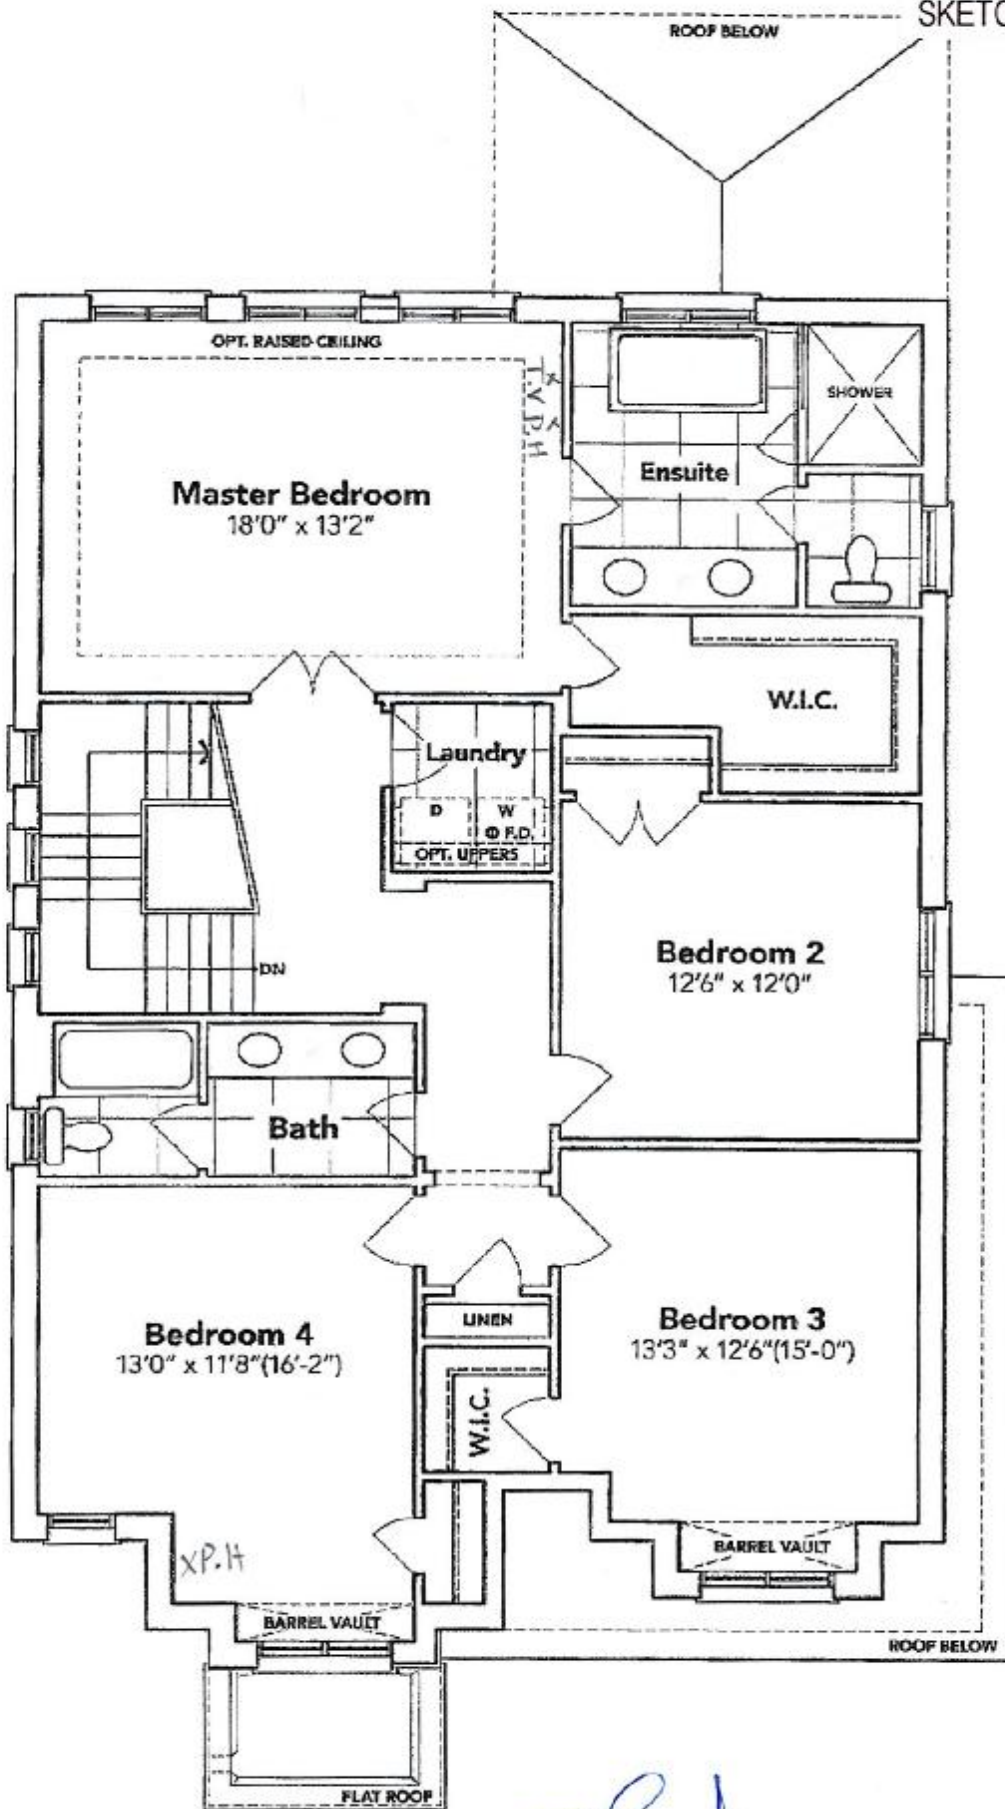 SKETC
ROOF BELOW
OPT. RAISED CEILING
T.V P.H
SHOWER
Master Bedroom
18'0" x 13'2"
Ensuite
W.I.C.
Laundry
D
W
Φ F.D.
OPT. UPPERS
Bedroom 2
12'6" x 12'0"
DN
Bath
Bedroom 4
13'0" x 11'8"(16'-2")
LINEN
Bedroom 3
13'3" x 12'6"(15'-0")
W.I.C.
XP.H
BARREL VAULT
BARREL VAULT
ROOF BELOW
FLAT ROOF